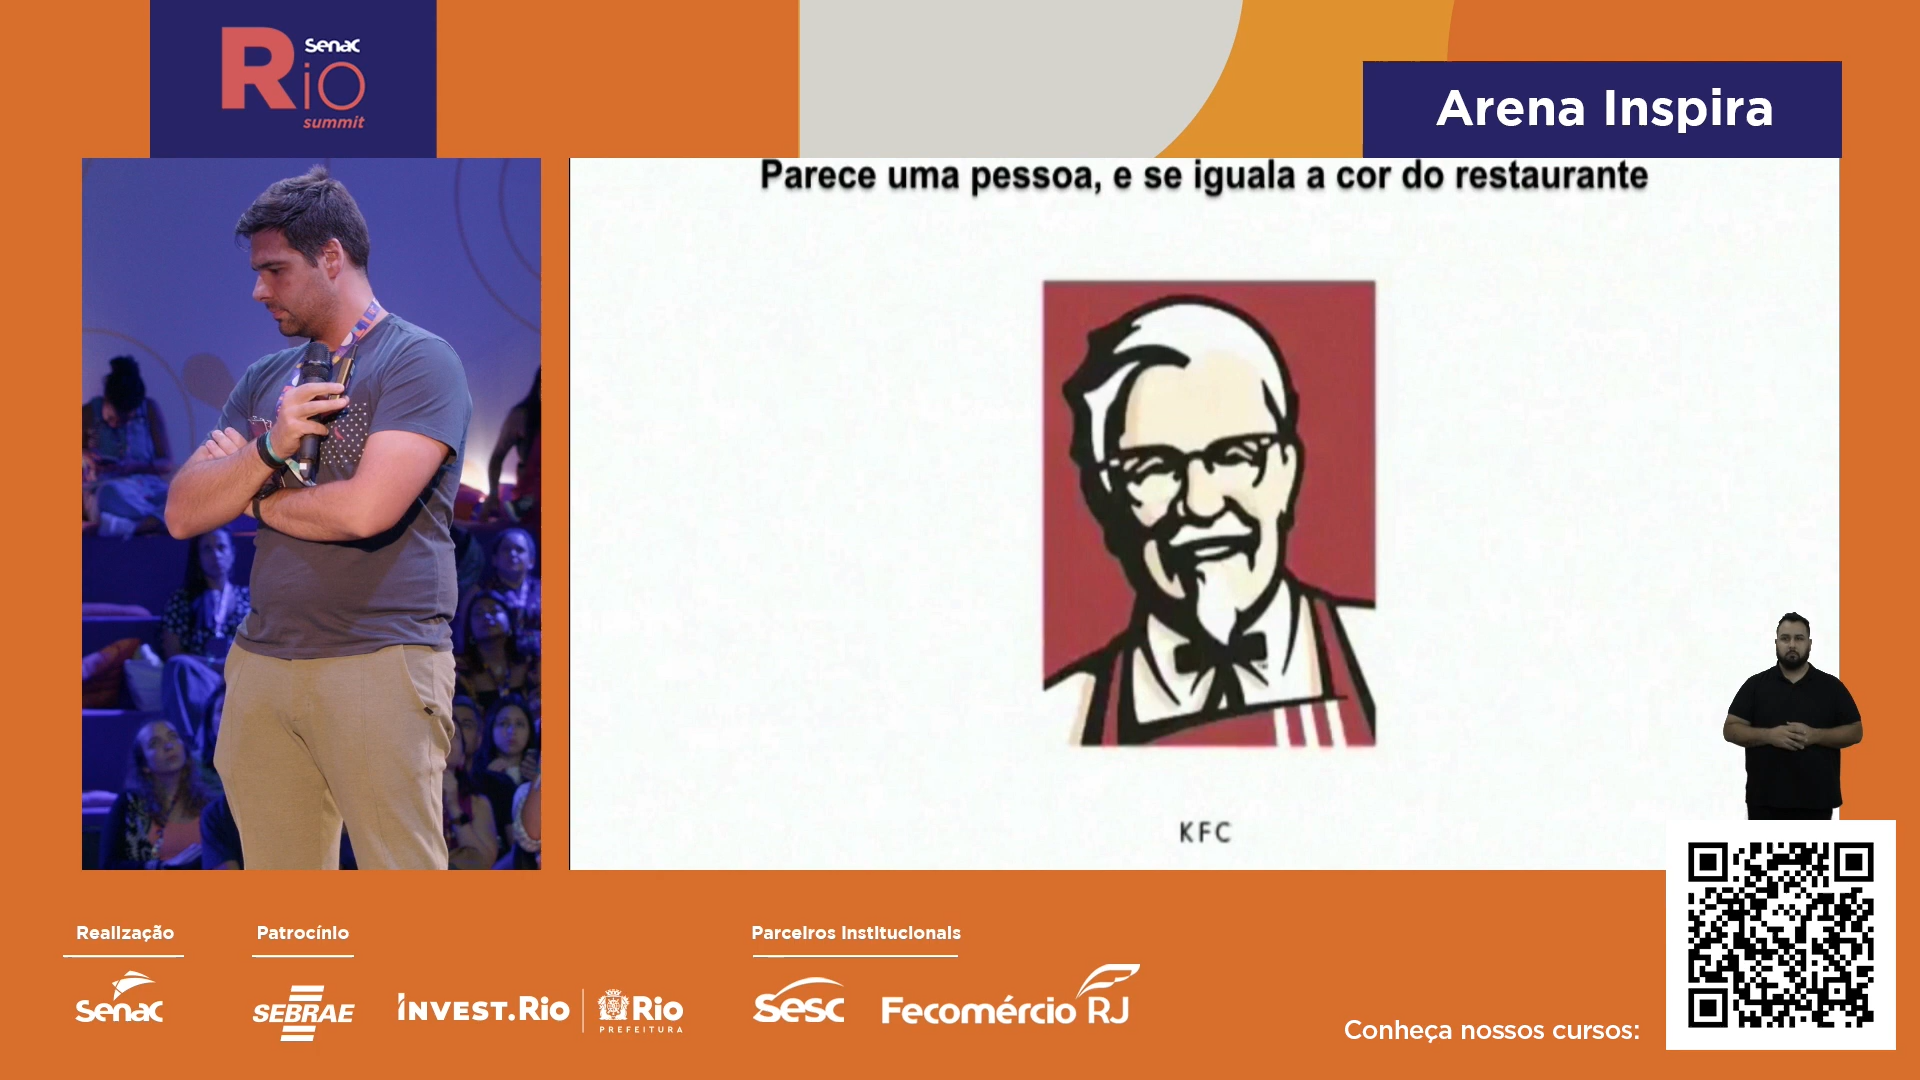 Senac
Rio
summit
Arena Inspira
Parece uma pessoa, e se iguala a cor do restaurante
KFC
Realização
Patrocínio
Parceiros Institucionais
Senac
SEBRAE
INVEST.Rio
Rio
PREFEITURA
Sesc
Fecomércio RJ
Conheça nossos cursos: